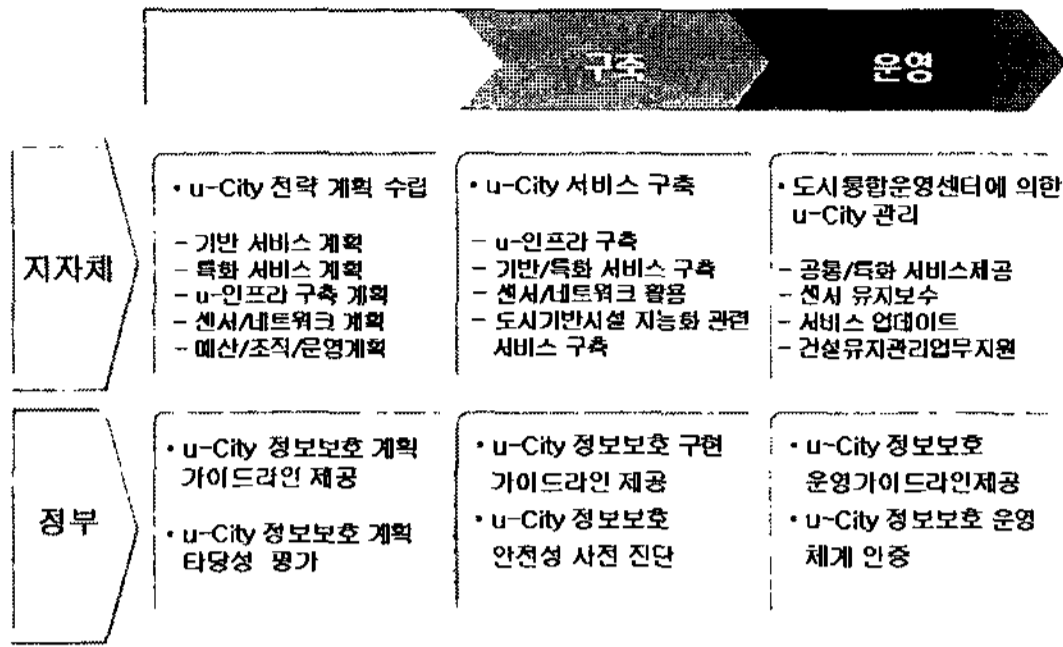 구축
운영
지자체
• u-City 전략 계획 수립
- 기반 서비스 계획
- 특화 서비스 계획
- u-인프라 구축 계획
- 센서/네트워크 계획
- 예산/조직/운영계획
• u-City 서비스 구축
- u-인프라 구축
- 기반/특화 서비스 구축
- 센서/네트워크 활용
- 도시기반시설 지능화 관련
서비스 구축
• 도시통합운영센터에 의한
u-City 관리
- 공통/특화 서비스제공
- 센서 유지보수
- 서비스 업데이트
- 건설유지관리업무지원
정부
• u-City 정보보호 계획
가이드라인 제공
• u-City 정보보호 계획
타당성 평가
• u-City 정보보호 구현
가이드라인 제공
• u-City 정보보호
안전성 사전 진단
• u-City 정보보호
운영가이드라인제공
• u-City 정보보호 운영
체계 인증